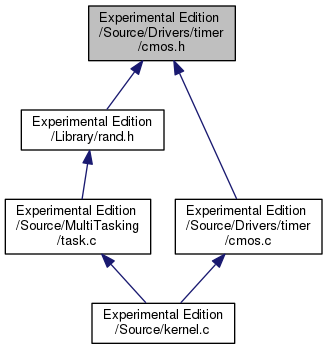 Experimental Edition
/Source/Drivers/timer
/cmos.h
Experimental Edition
/Library/rand.h
Experimental Edition
/Source/MultiTasking
/task.c
Experimental Edition
/Source/Drivers/timer
/cmos.c
Experimental Edition
/Source/kernel.c